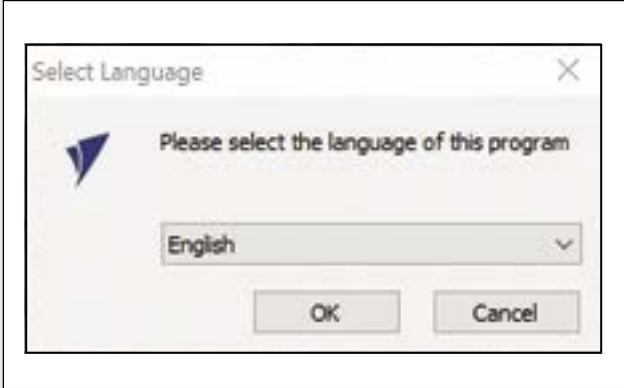 Select Language
Please select the language of this program
English
OK
Cancel